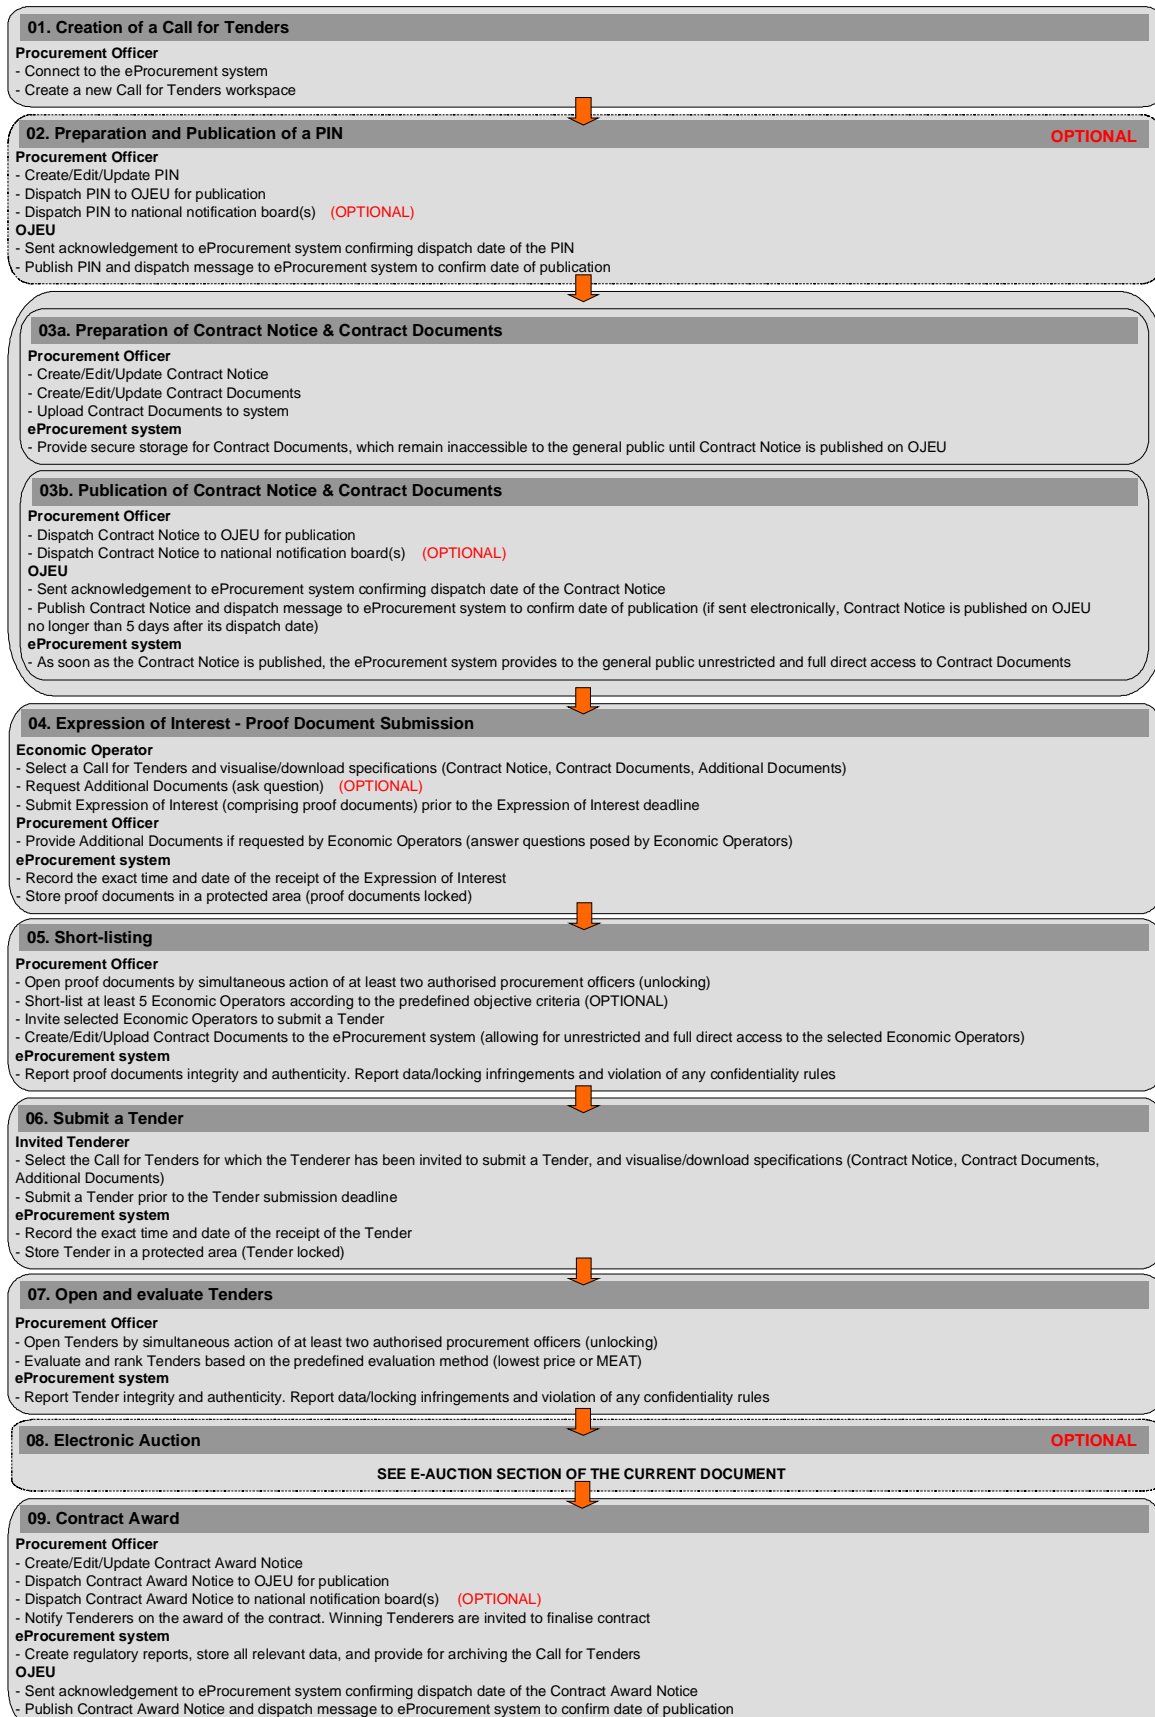 01. Creation of a Call for Tenders
Procurement Officer
- Connect to the eProcurement system
- Create a new Call for Tenders workspace
02. Preparation and Publication of a PIN OPTIONAL
Procurement Officer
- Create/Edit/Update PIN
- Dispatch PIN to OJEU for publication
- Dispatch PIN to national notification board(s) (OPTIONAL)
OJEU
- Sent acknowledgement to eProcurement system confirming dispatch date of the PIN
- Publish PIN and dispatch message to eProcurement system to confirm date of publication
03a. Preparation of Contract Notice & Contract Documents
Procurement Officer
- Create/Edit/Update Contract Notice
- Create/Edit/Update Contract Documents
- Upload Contract Documents to system
eProcurement system
- Provide secure storage for Contract Documents, which remain inaccessible to the general public until Contract Notice is published on OJEU
03b. Publication of Contract Notice & Contract Documents
Procurement Officer
- Dispatch Contract Notice to OJEU for publication
- Dispatch Contract Notice to national notification board(s) (OPTIONAL)
OJEU
- Sent acknowledgement to eProcurement system confirming dispatch date of the Contract Notice
- Publish Contract Notice and dispatch message to eProcurement system to confirm date of publication (if sent electronically, Contract Notice is published on OJEU
no longer than 5 days after its dispatch date)
eProcurement system
- As soon as the Contract Notice is published, the eProcurement system provides to the general public unrestricted and full direct access to Contract Documents
04. Expression of Interest - Proof Document Submission
Economic Operator
- Select a Call for Tenders and visualise/download specifications (Contract Notice, Contract Documents, Additional Documents)
- Request Additional Documents (ask question) (OPTIONAL)
- Submit Expression of Interest (comprising proof documents) prior to the Expression of Interest deadline
Procurement Officer
- Provide Additional Documents if requested by Economic Operators (answer questions posed by Economic Operators)
eProcurement system
- Record the exact time and date of the receipt of the Expression of Interest
- Store proof documents in a protected area (proof documents locked)
05. Short-listing
Procurement Officer
- Open proof documents by simultaneous action of at least two authorised procurement officers (unlocking)
- Short-list at least 5 Economic Operators according to the predefined objective criteria (OPTIONAL)
- Invite selected Economic Operators to submit a Tender
- Create/Edit/Upload Contract Documents to the eProcurement system (allowing for unrestricted and full direct access to the selected Economic Operators)
eProcurement system
- Report proof documents integrity and authenticity. Report data/locking infringements and violation of any confidentiality rules
06. Submit a Tender
Invited Tenderer
- Select the Call for Tenders for which the Tenderer has been invited to submit a Tender, and visualise/download specifications (Contract Notice, Contract Documents,
Additional Documents)
- Submit a Tender prior to the Tender submission deadline
eProcurement system
- Record the exact time and date of the receipt of the Tender
- Store Tender in a protected area (Tender locked)
07. Open and evaluate Tenders
Procurement Officer
- Open Tenders by simultaneous action of at least two authorised procurement officers (unlocking)
- Evaluate and rank Tenders based on the predefined evaluation method (lowest price or MEAT)
eProcurement system
- Report Tender integrity and authenticity. Report data/locking infringements and violation of any confidentiality rules
08. Electronic Auction OPTIONAL
SEE E-AUCTION SECTION OF THE CURRENT DOCUMENT
09. Contract Award
Procurement Officer
- Create/Edit/Update Contract Award Notice
- Dispatch Contract Award Notice to OJEU for publication
- Dispatch Contract Award Notice to national notification board(s) (OPTIONAL)
- Notify Tenderers on the award of the contract. Winning Tenderers are invited to finalise contract
eProcurement system
- Create regulatory reports, store all relevant data, and provide for archiving the Call for Tenders
OJEU
- Sent acknowledgement to eProcurement system confirming dispatch date of the Contract Award Notice
- Publish Contract Award Notice and dispatch message to eProcurement system to confirm date of publication